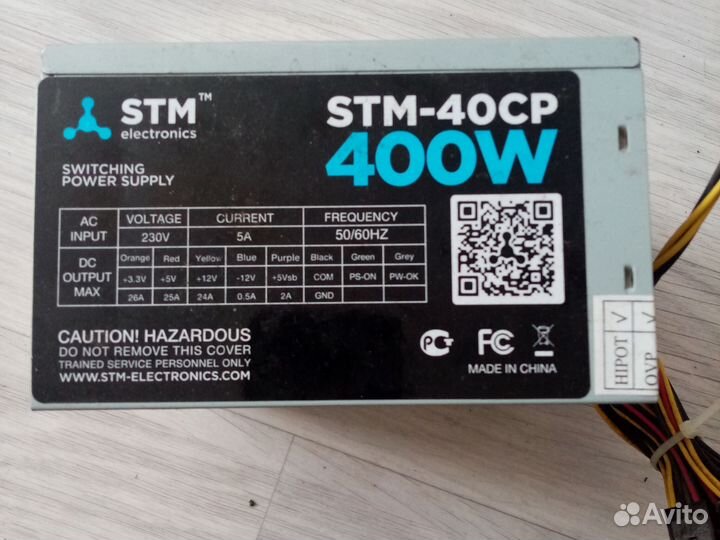 STM™
electronics
STM-40CP
400W
SWITCHING
POWER SUPPLY
AC INPUT VOLTAGE CURRENT FREQUENCY
230V 5A 50/60HZ
DC OUTPUT MAX Orange Red Yellow Blue Purple Black Green Grey
+3.3V +5V +12V -12V +5Vsb COM PS-ON PW-OK
26A 25A 24A 0.5A 2A GND
CAUTION! HAZARDOUS
DO NOT REMOVE THIS COVER
TRAINED SERVICE PERSONNEL ONLY
WWW.STM-ELECTRONICS.COM
РСТ FC
MADE IN CHINA
HIPOT V
OVP V
Avito